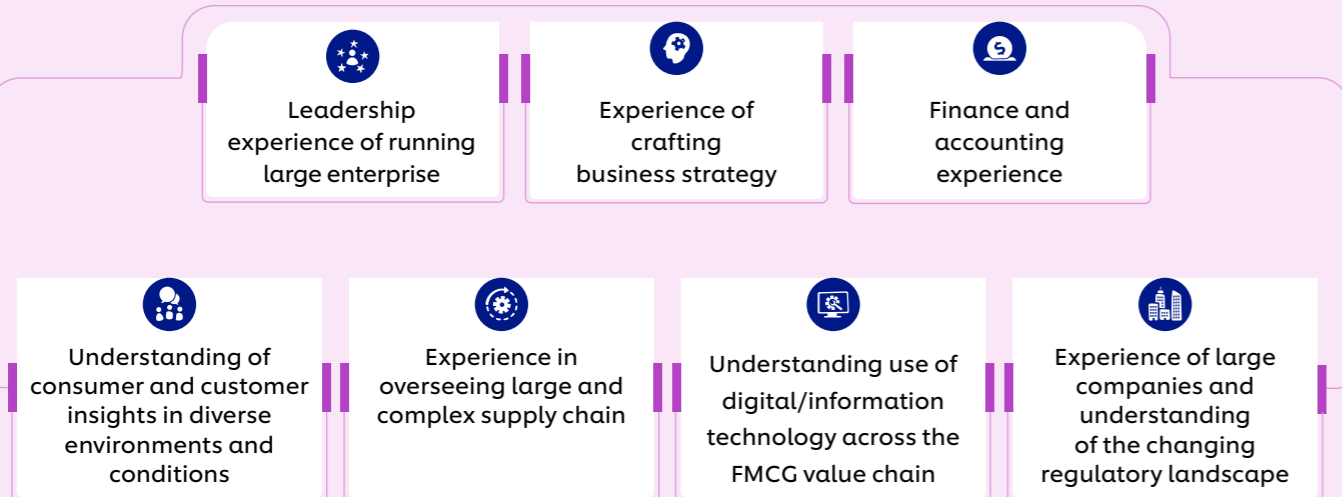 Leadership
experience of running
large enterprise
Experience of
crafting
business strategy
Finance and
accounting
experience
Understanding of
consumer and customer
insights in diverse
environments and
conditions
Experience in
overseeing large and
complex supply chain
Understanding use of
digital/information
technology across the
FMCG value chain
Experience of large
companies and
understanding
of the changing
regulatory landscape